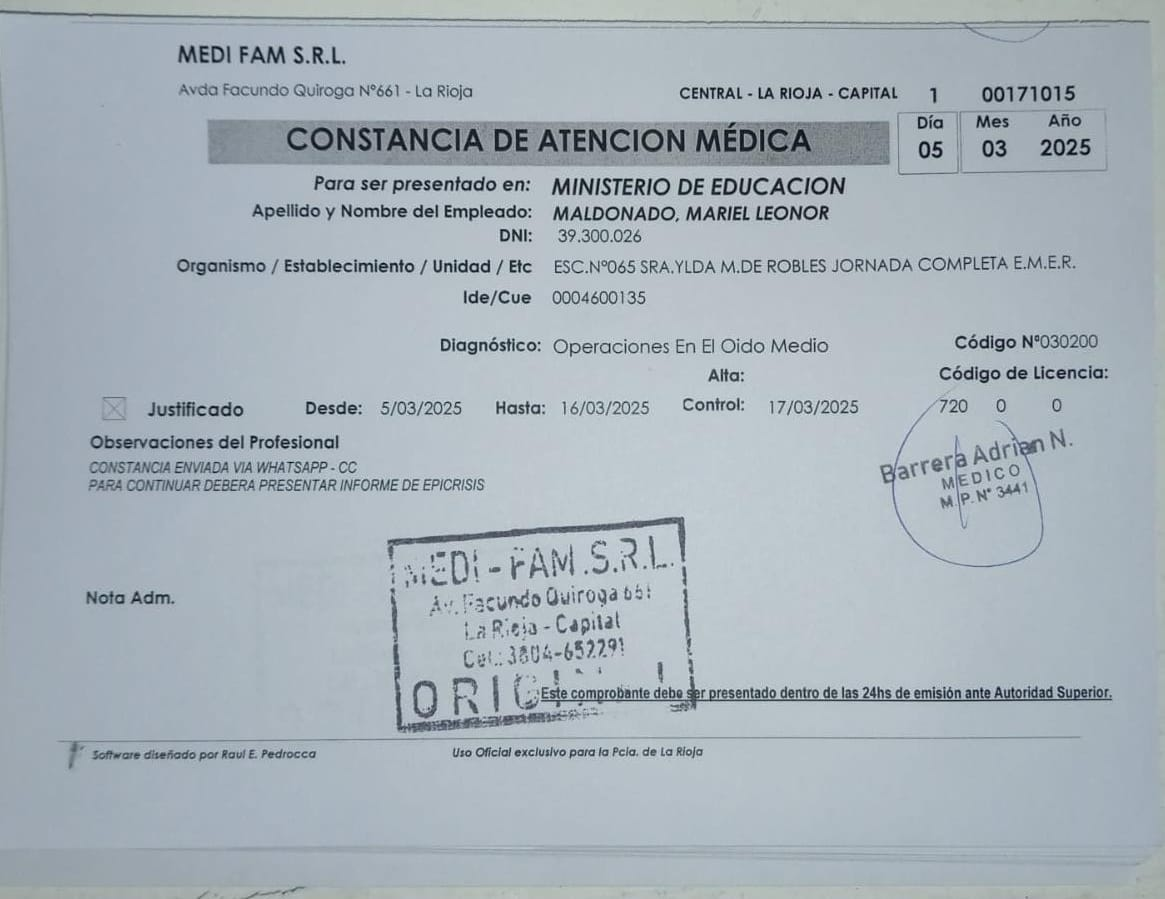 MEDI FAM S.R.L.
Avda Facundo Quiroga Nº661 - La Rioja
CENTRAL - LA RIOJA - CAPITAL 1 00171015
CONSTANCIA DE ATENCION MÉDICA
Día Mes Año
05 03 2025
Para ser presentado en: MINISTERIO DE EDUCACION
Apellido y Nombre del Empleado: MALDONADO, MARIEL LEONOR
DNI: 39.300.026
Organismo / Establecimiento / Unidad / Etc ESC.Nº065 SRA.YLDA M.DE ROBLES JORNADA COMPLETA E.M.E.R.
Ide/Cue 0004600135
Diagnóstico: Operaciones En El Oido Medio Código Nº030200
Alta: Código de Licencia:
Justificado Desde: 5/03/2025 Hasta: 16/03/2025 Control: 17/03/2025 720 0 0
Observaciones del Profesional
CONSTANCIA ENVIADA VIA WHATSAPP - CC
PARA CONTINUAR DEBERA PRESENTAR INFORME DE EPICRISIS
Barrera Adrian N.
MEDICO
M.P. Nº 3441
MEDI - FAM .S.R.L.
Av. Facundo Quiroga 661
La Rioja - Capital
Cel.: 3804-652291
Nota Adm.
Este comprobante debe ser presentado dentro de las 24hs de emisión ante Autoridad Superior.
Software diseñado por Raul E. Pedrocca Uso Oficial exclusivo para la Pcia. de La Rioja